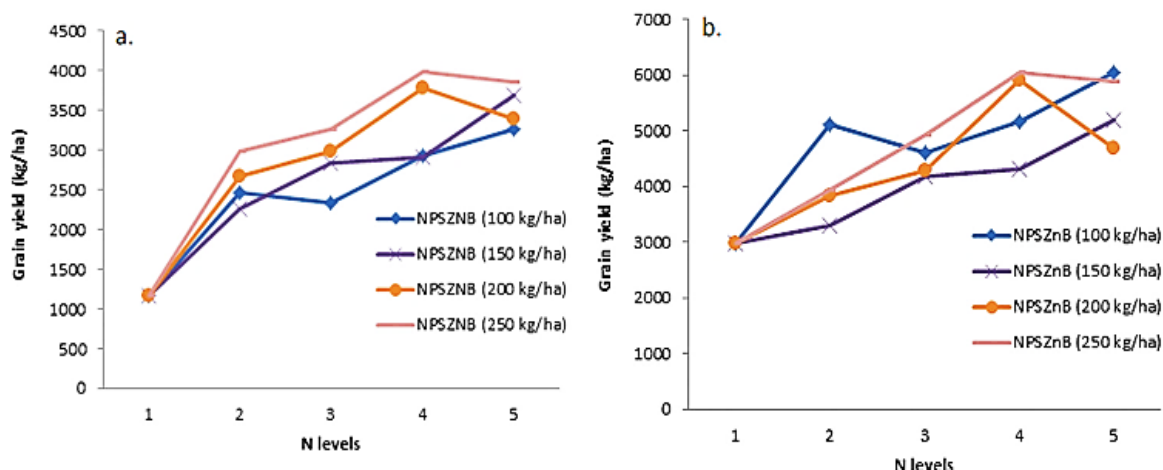 a.
Grain yield (kg/ha)
4500
4000
3500
3000
2500
2000
1500
1000
500
0
1 2 3 4 5
N levels
NPSZNB (100 kg/ha)
NPSZNB (150 kg/ha)
NPSZNB (200 kg/ha)
NPSZNB (250 kg/ha)
b.
Grain yield (kg/ha)
7000
6000
5000
4000
3000
2000
3000
0
1 2 3 4 5
N levels
NPSZnB (100 kg/ha)
NPSZnB (150 kg/ha)
NPSZnB (200 kg/ha)
NPSZnB (250 kg/ha)